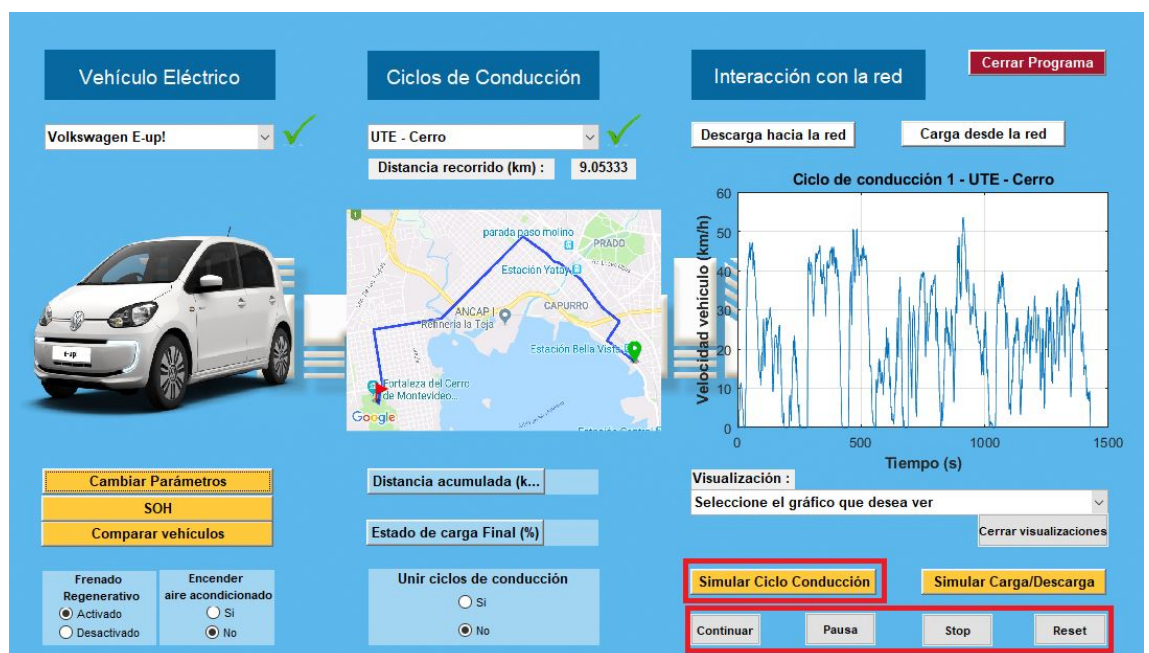 Vehículo Eléctrico
Ciclos de Conducción
Interacción con la red
Cerrar Programa
Volkswagen E-up!
UTE - Cerro
Descarga hacia la red
Carga desde la red
Distancia recorrido (km) :
9.05333
Ciclo de conducción 1 - UTE - Cerro
60
50
40
30
20
10
0
Velocidad vehículo (km/h)
0
500
1000
1500
Tiempo (s)
1
parada paso molino
PRADO
Estación Yatay
ANCAP |
Refinería la Teja
CAPURRO
Estación Bella Vista
Fortaleza del Cerro
de Montevideo...
Google
Estación Central
e-up!
Cambiar Parámetros
SOH
Comparar vehículos
Distancia acumulada (k...
Estado de carga Final (%)
Visualización :
Seleccione el gráfico que desea ver
Cerrar visualizaciones
Frenado
Regenerativo
Activado
Desactivado
Encender
aire acondicionado
Si
No
Unir ciclos de conducción
Si
No
Simular Ciclo Conducción
Simular Carga/Descarga
Continuar
Pausa
Stop
Reset